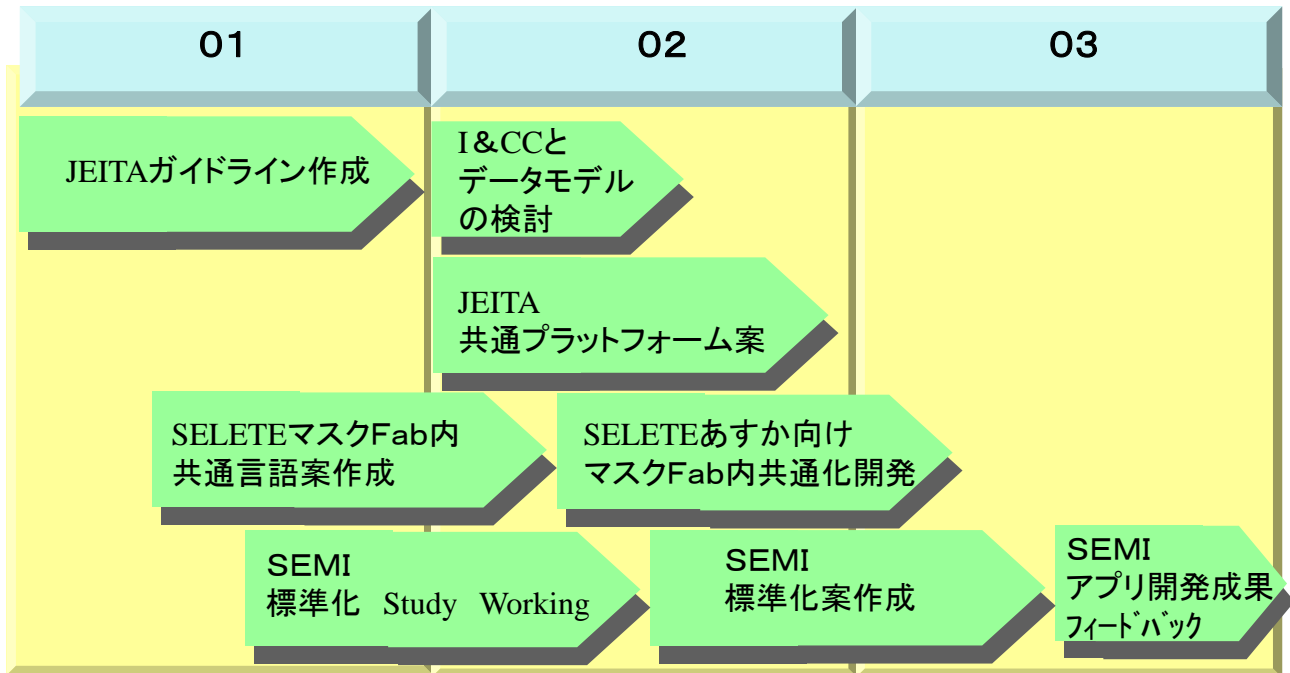 01
02
03
JEITAガイドライン作成
I&CCと
データモデル
の検討
JEITA
共通プラットフォーム案
SELETEマスクFab内
共通言語案作成
SELETEあすか向け
マスクFab内共通化開発
SEMI
標準化 Study Working
SEMI
標準化案作成
SEMI
アプリ開発成果
フィードバック